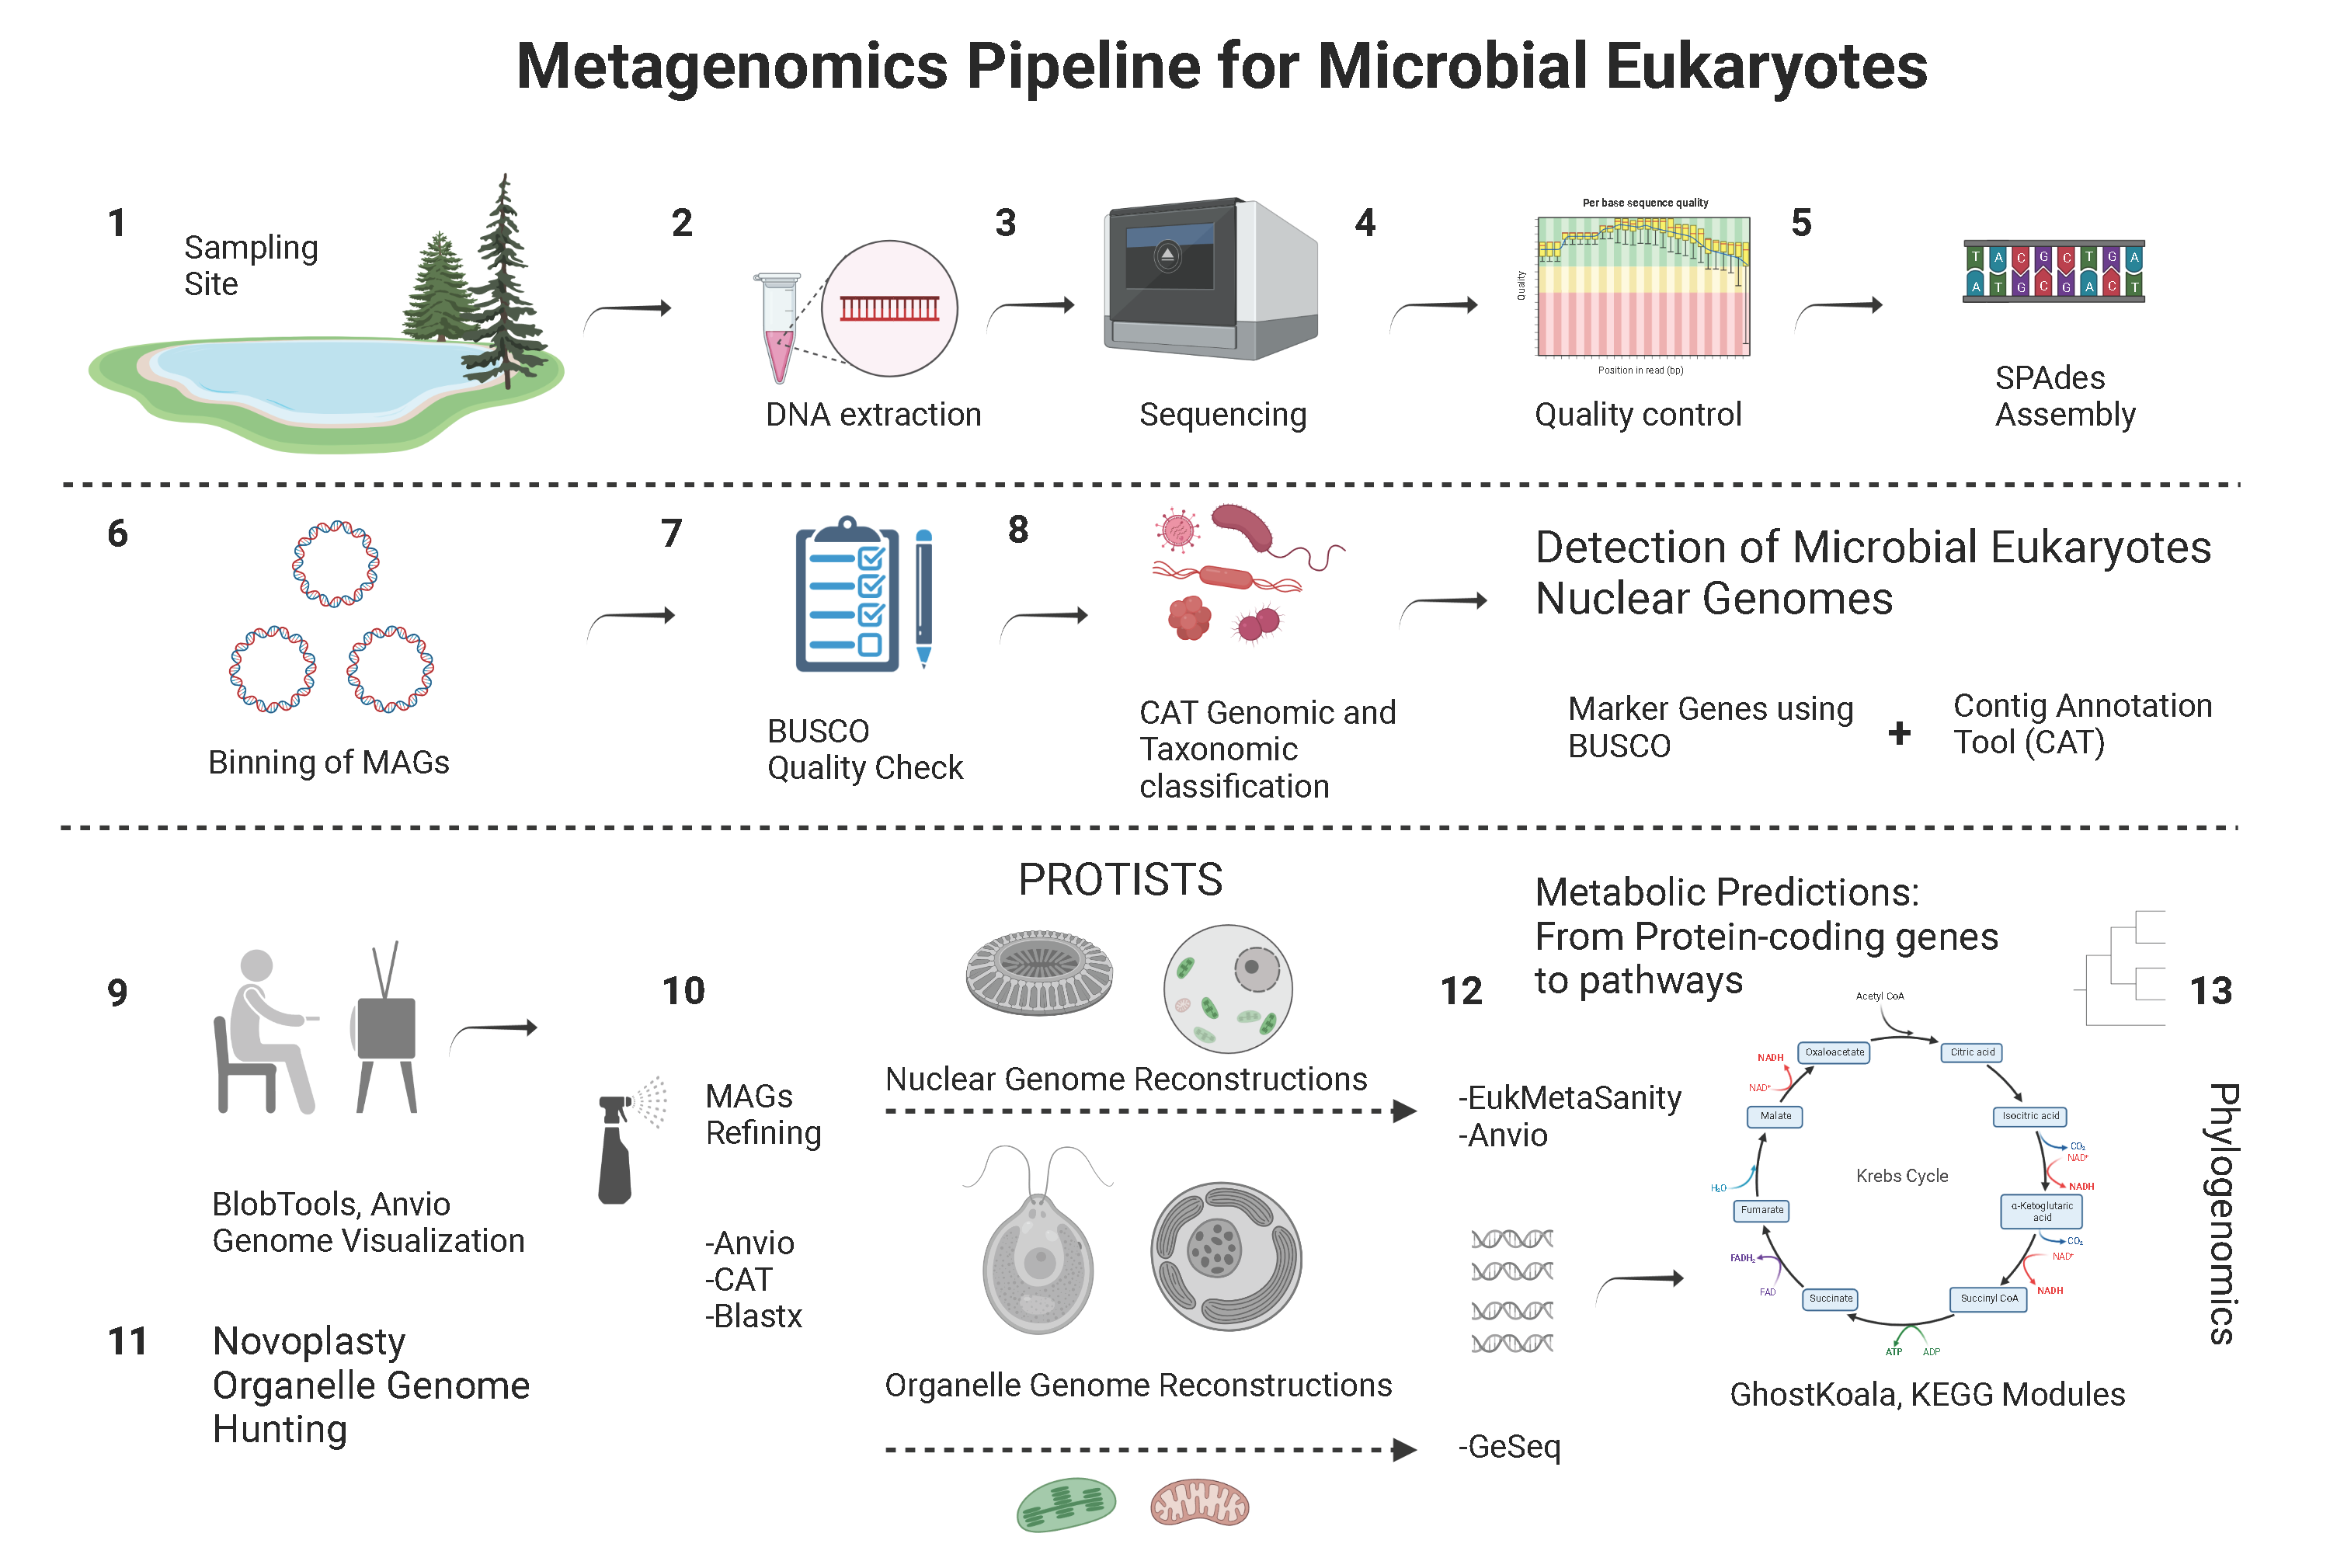 Metagenomics Pipeline for Microbial Eukaryotes
1
Sampling
Site
2
DNA extraction
3
Sequencing
4
Per base sequence quality
Quality
Position in read (bp)
Quality control
5
T A C G C T G A
A T G C G A C T
SPAdes
Assembly
6
Binning of MAGs
7
BUSCO
Quality Check
8
CAT Genomic and
Taxonomic
classification
Detection of Microbial Eukaryotes
Nuclear Genomes
Marker Genes using
BUSCO
+
Contig Annotation
Tool (CAT)
9
BlobTools, Anvio
Genome Visualization
10
MAGs
Refining
-Anvio
-CAT
-Blastx
11
Novoplasty
Organelle Genome
Hunting
PROTISTS
Nuclear Genome Reconstructions
Organelle Genome Reconstructions
12
Metabolic Predictions:
From Protein-coding genes
to pathways
-EukMetaSanity
-Anvio
-GeSeq
Acetyl CoA
Oxaloacetate
Citric acid
NADH
NAD⁺
Malate
Isocitric acid
CO₂
NAD⁺
NADH
Krebs Cycle
H₂O
Fumarate
α-Ketoglutaric
acid
CO₂
NAD⁺
NADH
FADH₂
FAD
Succinate
Succinyl CoA
ATP
ADP
GhostKoala, KEGG Modules
13
Phylogenomics